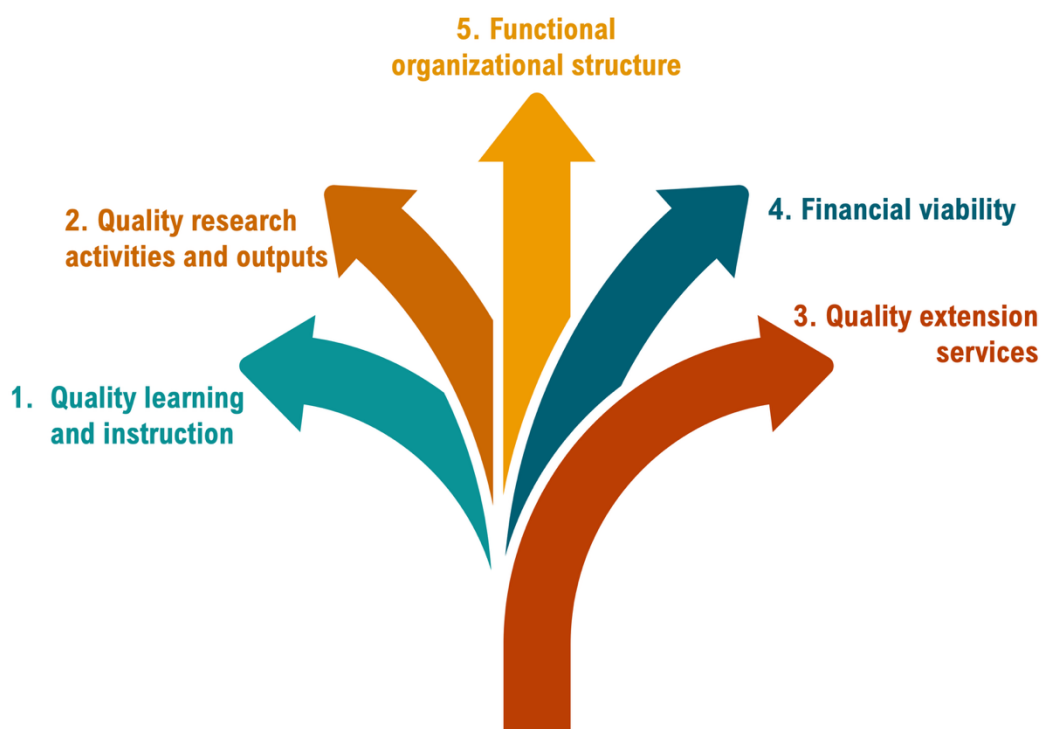 5. Functional
organizational structure
2. Quality research
activities and outputs
4. Financial viability
3. Quality extension
services
1. Quality learning
and instruction